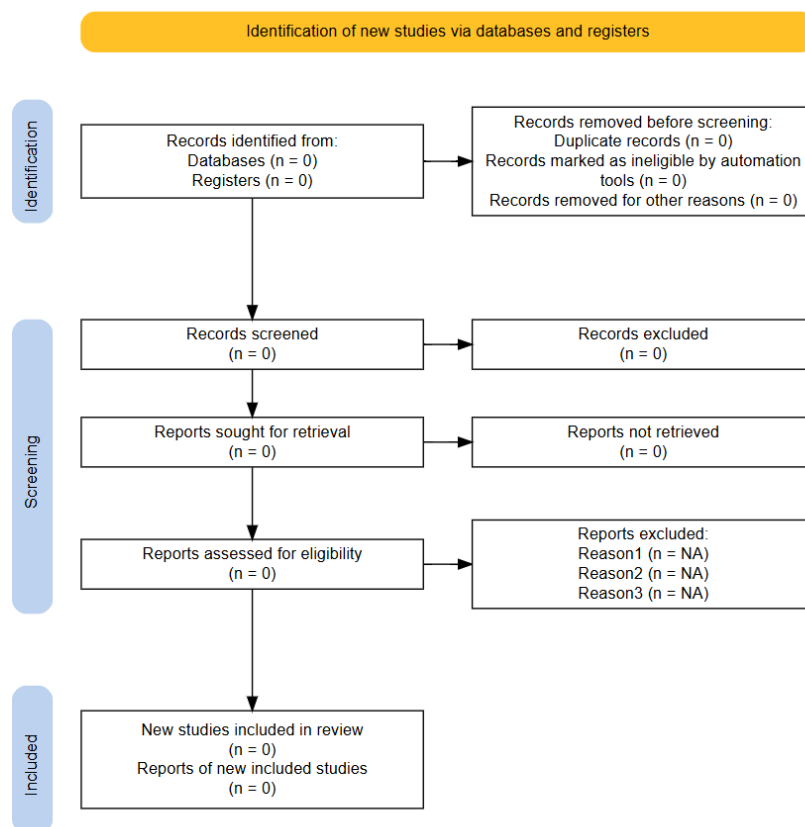 Identification of new studies via databases and registers
Identification
Records identified from:
Databases (n = 0)
Registers (n = 0)
Records removed before screening:
Duplicate records (n = 0)
Records marked as ineligible by automation
tools (n = 0)
Records removed for other reasons (n = 0)
Screening
Records screened
(n = 0)
Records excluded
(n = 0)
Reports sought for retrieval
(n = 0)
Reports not retrieved
(n = 0)
Reports assessed for eligibility
(n = 0)
Reports excluded:
Reason1 (n = NA)
Reason2 (n = NA)
Reason3 (n = NA)
Included
New studies included in review
(n = 0)
Reports of new included studies
(n = 0)